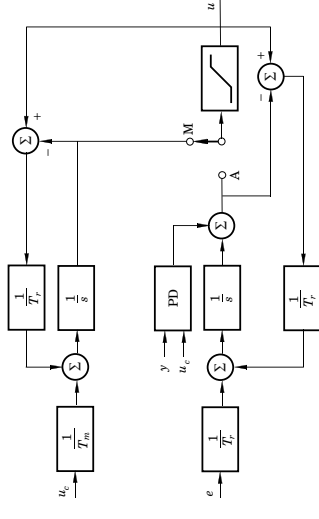 1/T_r Σ +
−
u_c 1/T_m Σ 1/s
y PD
u_c M
u
e 1/T_r Σ 1/s Σ A
− Σ +
1/T_r